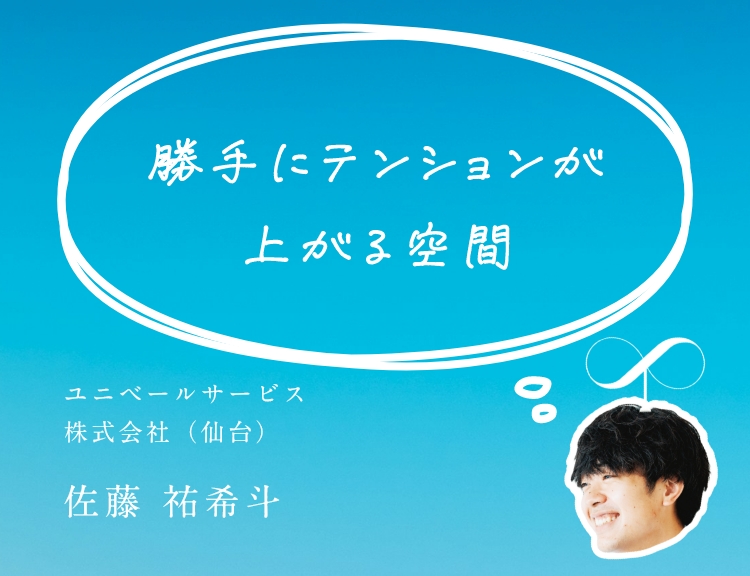 勝手にテンションが
上がる空間
ユニベールサービス
株式会社（仙台）
佐藤 祐希斗